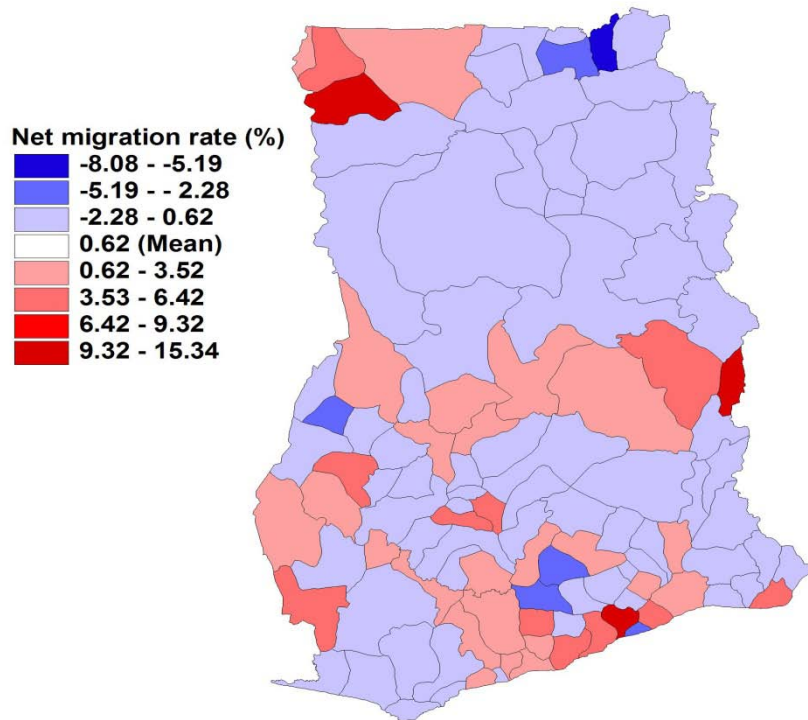 Net migration rate (%)
-8.08 - -5.19
-5.19 - - 2.28
-2.28 - 0.62
0.62 (Mean)
0.62 - 3.52
3.53 - 6.42
6.42 - 9.32
9.32 - 15.34